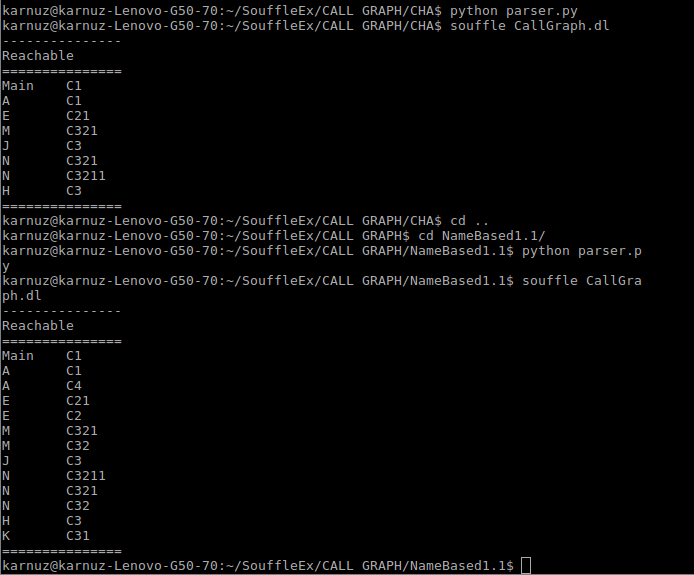 karnuz@karnuz-Lenovo-G50-70:~/SouffleEx/CALL GRAPH/CHA$ python parser.py
karnuz@karnuz-Lenovo-G50-70:~/SouffleEx/CALL GRAPH/CHA$ souffle CallGraph.dl
---------------
Reachable
===============
Main    C1
A       C1
E       C21
M       C321
J       C3
N       C321
N       C3211
H       C3
===============
karnuz@karnuz-Lenovo-G50-70:~/SouffleEx/CALL GRAPH/CHA$ cd ..
karnuz@karnuz-Lenovo-G50-70:~/SouffleEx/CALL GRAPH$ cd NameBased1.1/
karnuz@karnuz-Lenovo-G50-70:~/SouffleEx/CALL GRAPH/NameBased1.1$ python parser.p
y
karnuz@karnuz-Lenovo-G50-70:~/SouffleEx/CALL GRAPH/NameBased1.1$ souffle CallGra
ph.dl
---------------
Reachable
===============
Main    C1
A       C1
A       C4
E       C21
E       C2
M       C321
M       C32
J       C3
N       C3211
N       C321
N       C32
H       C3
K       C31
===============
karnuz@karnuz-Lenovo-G50-70:~/SouffleEx/CALL GRAPH/NameBased1.1$